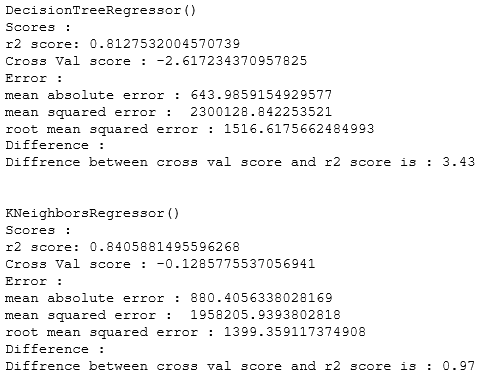 DecisionTreeRegressor()
Scores :
r2 score: 0.8127532004570739
Cross Val score : -2.617234370957825
Error :
mean absolute error : 643.9859154929577
mean squared error :  2300128.842253521
root mean squared error : 1516.6175662484993
Difference :
Diffrence between cross val score and r2 score is : 3.43
KNeighborsRegressor()
Scores :
r2 score: 0.8405881495596268
Cross Val score : -0.1285775537056941
Error :
mean absolute error : 880.4056338028169
mean squared error :  1958205.9393802818
root mean squared error : 1399.359117374908
Difference :
Diffrence between cross val score and r2 score is : 0.97